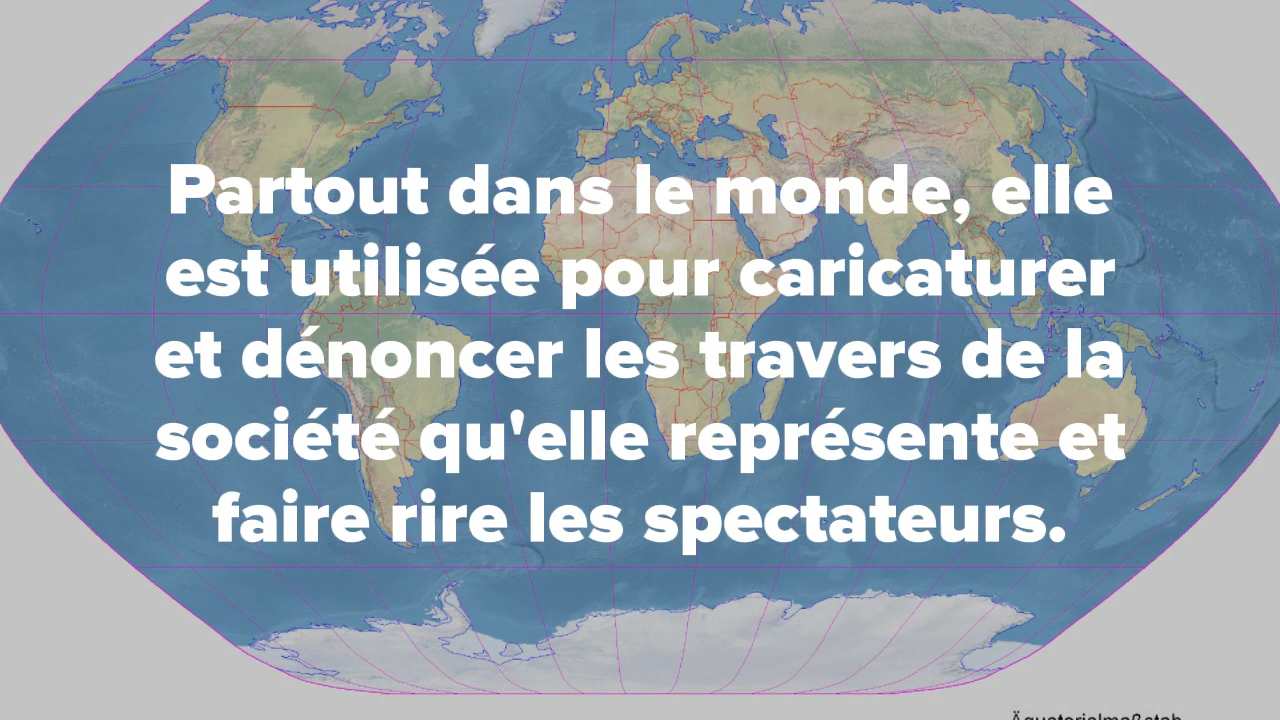 Partout dans le monde, elle
est utilisée pour caricaturer
et dénoncer les travers de la
société qu'elle représente et
faire rire les spectateurs.
Äquatorialmaßstab